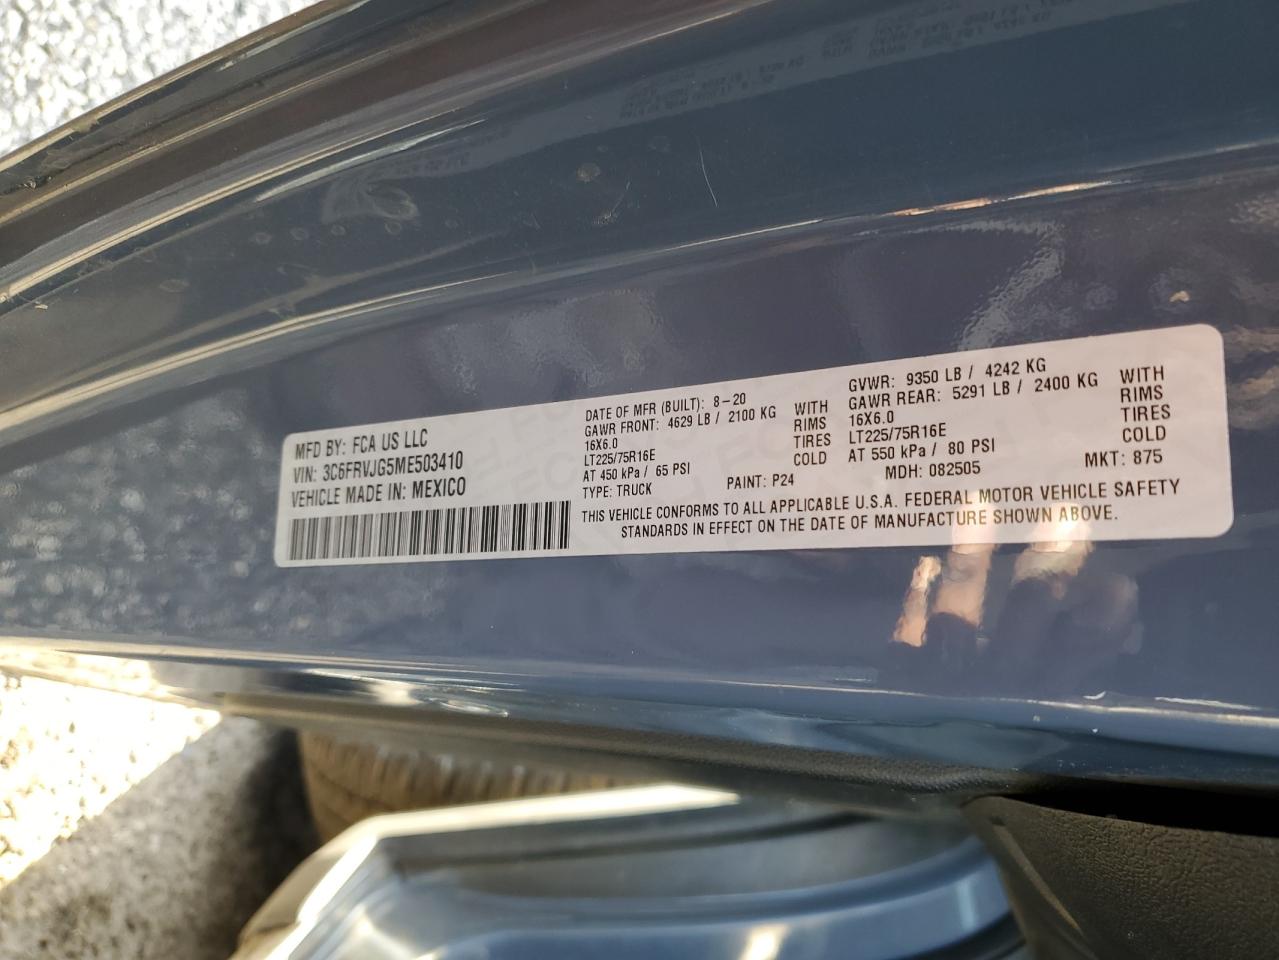 MFD BY: FCA US LLC
VIN: 3C6FRVJG5ME503410
VEHICLE MADE IN: MEXICO
DATE OF MFR (BUILT): 8-20
GAWR FRONT: 4629 LB / 2100 KG WITH
16X6.0 RIMS
LT225/75R16E TIRES
AT 450 kPa / 65 PSI COLD
TYPE: TRUCK PAINT: P24
GVWR: 9350 LB / 4242 KG
GAWR REAR: 5291 LB / 2400 KG WITH
16X6.0 RIMS
LT225/75R16E TIRES
AT 550 kPa / 80 PSI COLD
MDH: 082505 MKT: 875
THIS VEHICLE CONFORMS TO ALL APPLICABLE U.S.A. FEDERAL MOTOR VEHICLE SAFETY
STANDARDS IN EFFECT ON THE DATE OF MANUFACTURE SHOWN ABOVE.